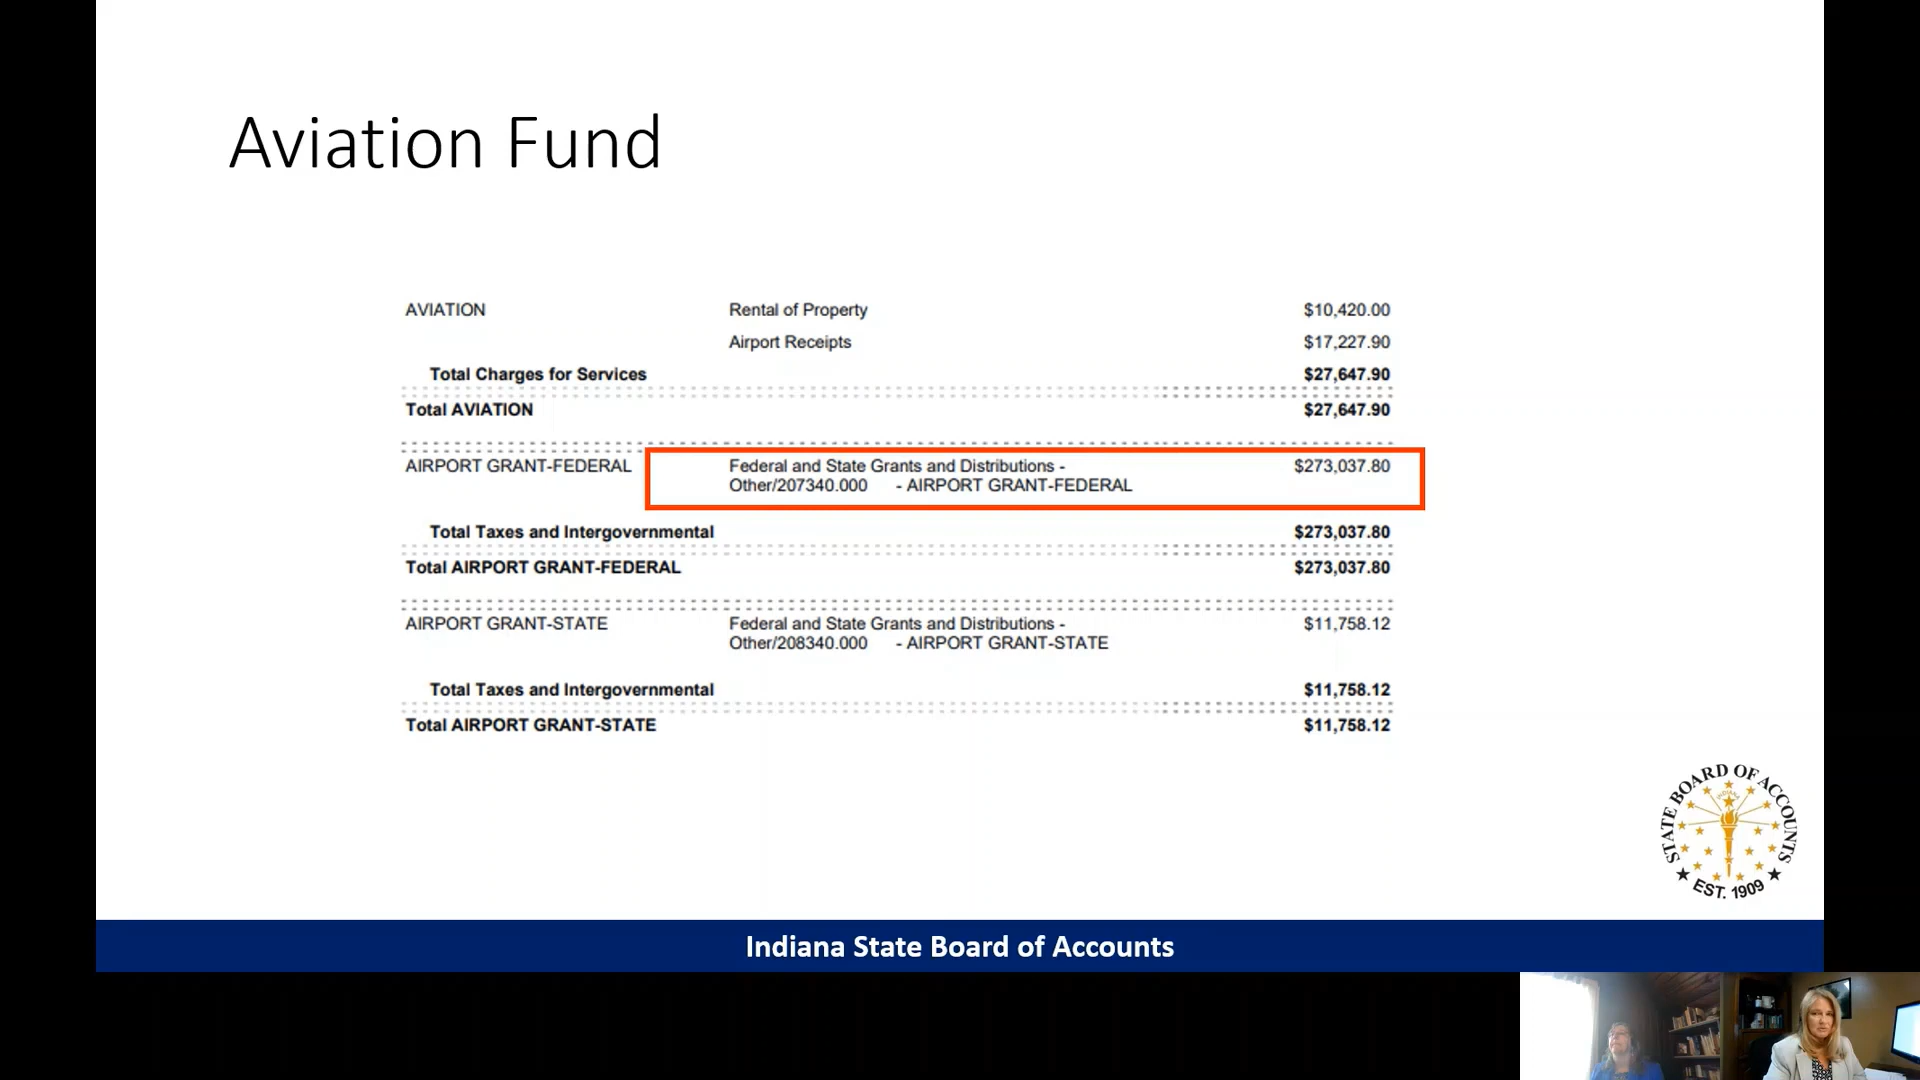 Aviation Fund
AVIATION Rental of Property $10,420.00
Airport Receipts $17,227.90
Total Charges for Services $27,647.90
Total AVIATION $27,647.90
AIRPORT GRANT-FEDERAL Federal and State Grants and Distributions - $273,037.80
Other/207340.000 - AIRPORT GRANT-FEDERAL
Total Taxes and Intergovernmental $273,037.80
Total AIRPORT GRANT-FEDERAL $273,037.80
AIRPORT GRANT-STATE Federal and State Grants and Distributions - $11,758.12
Other/208340.000 - AIRPORT GRANT-STATE
Total Taxes and Intergovernmental $11,758.12
Total AIRPORT GRANT-STATE $11,758.12
STATE BOARD OF ACCOUNTS
INDIANA
EST. 1909
Indiana State Board of Accounts